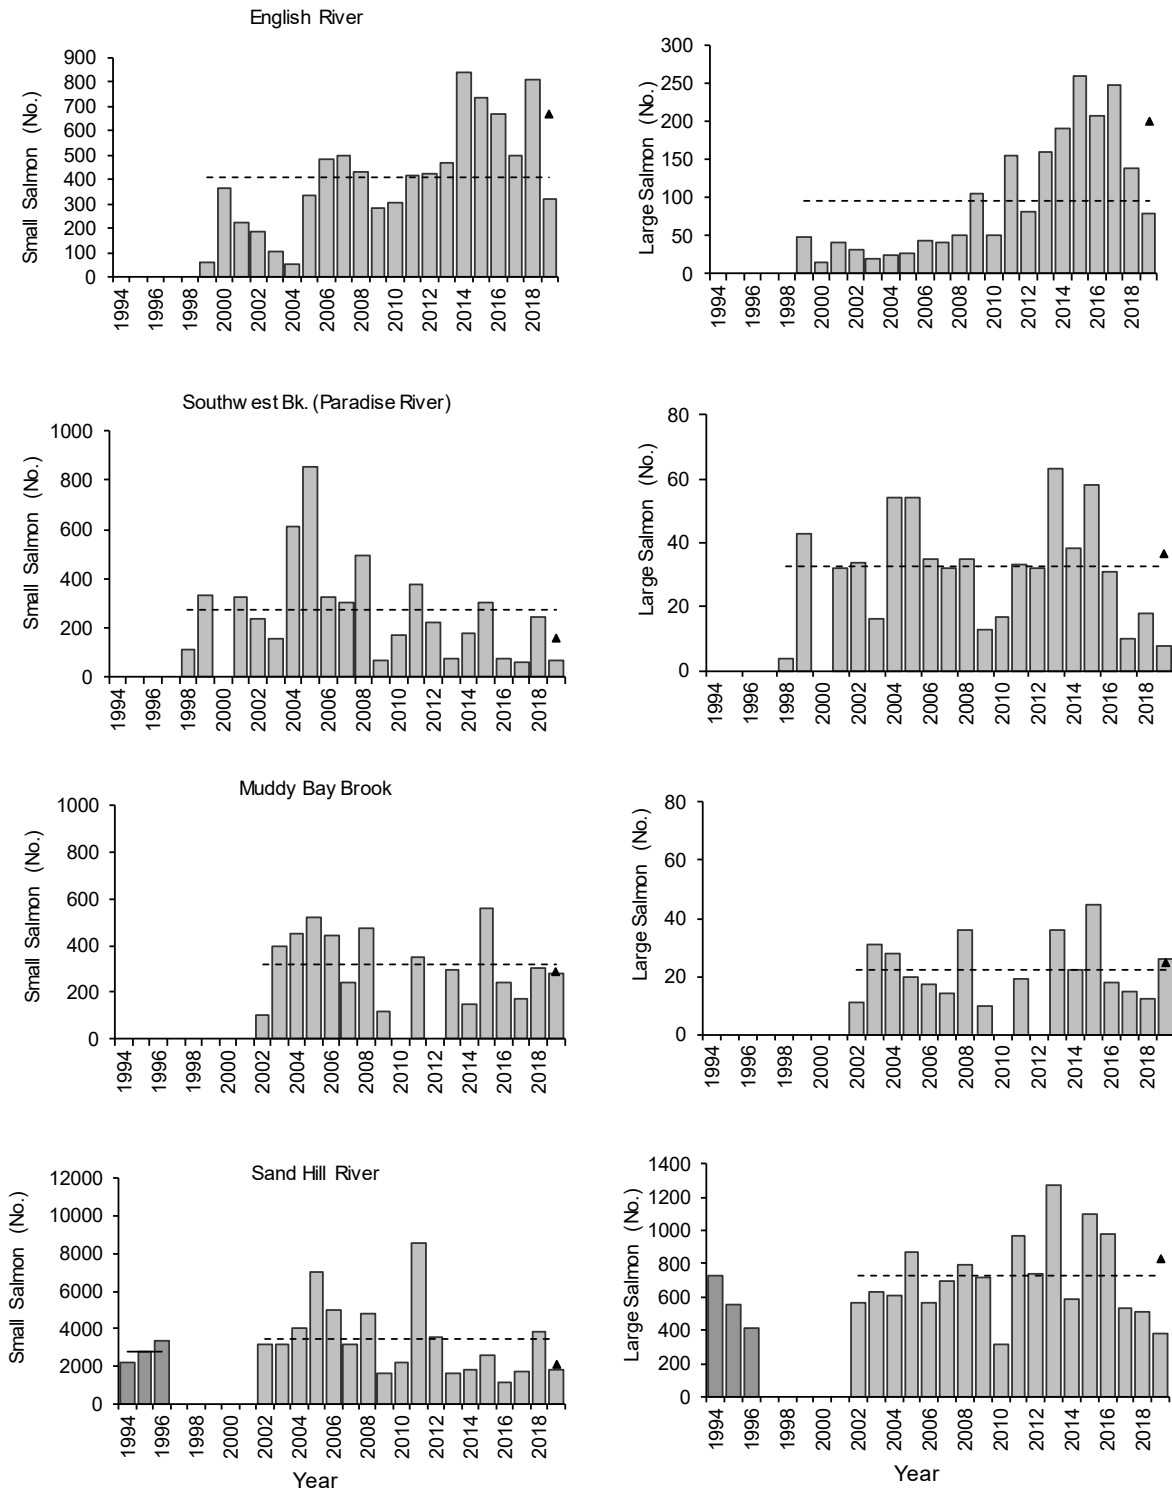 English River
Small Salmon (No.)
900
800
700
600
500
400
300
200
100
0
1994 1996 1998 2000 2002 2004 2006 2008 2010 2012 2014 2016 2018
Large Salmon (No.)
300
250
200
150
100
50
0
1994 1996 1998 2000 2002 2004 2006 2008 2010 2012 2014 2016 2018
Southwest Bk. (Paradise River)
Small Salmon (No.)
1000
800
600
400
200
0
1994 1996 1998 2000 2002 2004 2006 2008 2010 2012 2014 2016 2018
Large Salmon (No.)
80
60
40
20
0
1994 1996 1998 2000 2002 2004 2006 2008 2010 2012 2014 2016 2018
Muddy Bay Brook
Small Salmon (No.)
1000
800
600
400
200
0
1994 1996 1998 2000 2002 2004 2006 2008 2010 2012 2014 2016 2018
Large Salmon (No.)
80
60
40
20
0
1994 1996 1998 2000 2002 2004 2006 2008 2010 2012 2014 2016 2018
Sand Hill River
Small Salmon (No.)
12000
10000
8000
6000
4000
2000
0
1994 1996 1998 2000 2002 2004 2006 2008 2010 2012 2014 2016 2018
Year
Large Salmon (No.)
1400
1200
1000
800
600
400
200
0
1994 1996 1998 2000 2002 2004 2006 2008 2010 2012 2014 2016 2018
Year